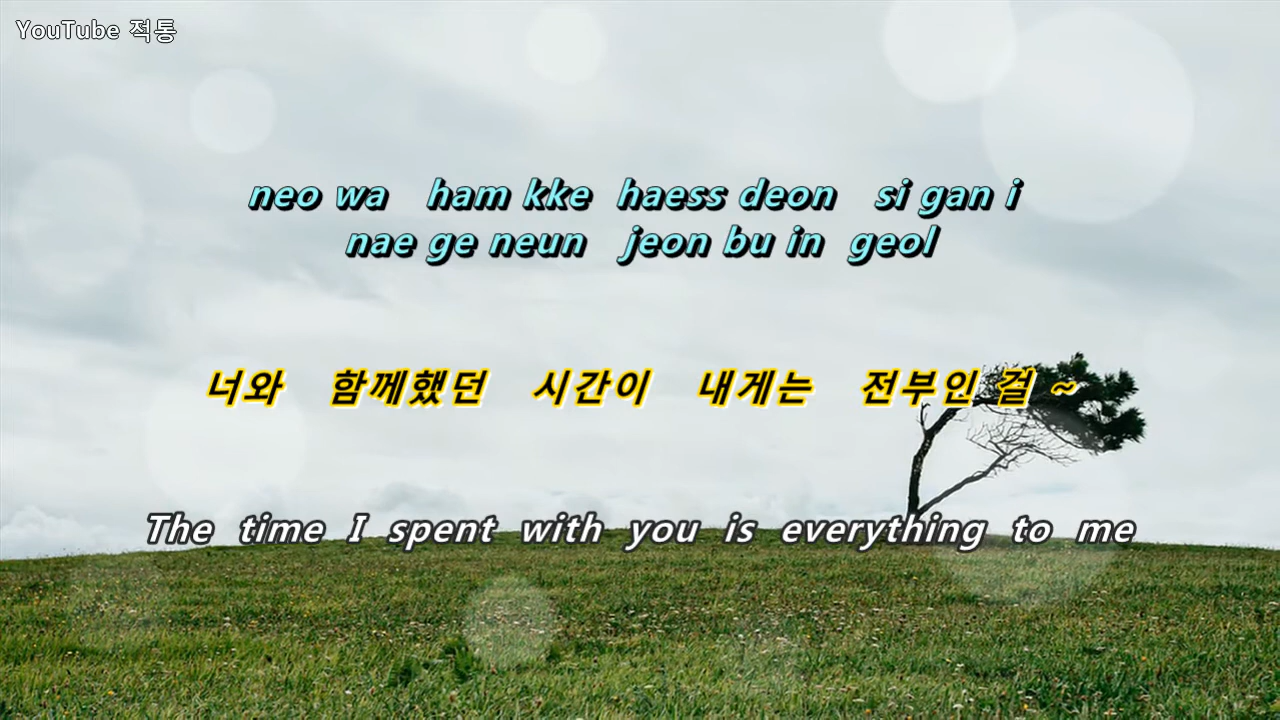 YouTube 적통
neo wa ham kke haess deon si gan i
nae ge neun jeon bu in geol
너와 함께했던 시간이 내게는 전부인 걸 ~
The time I spent with you is everything to me